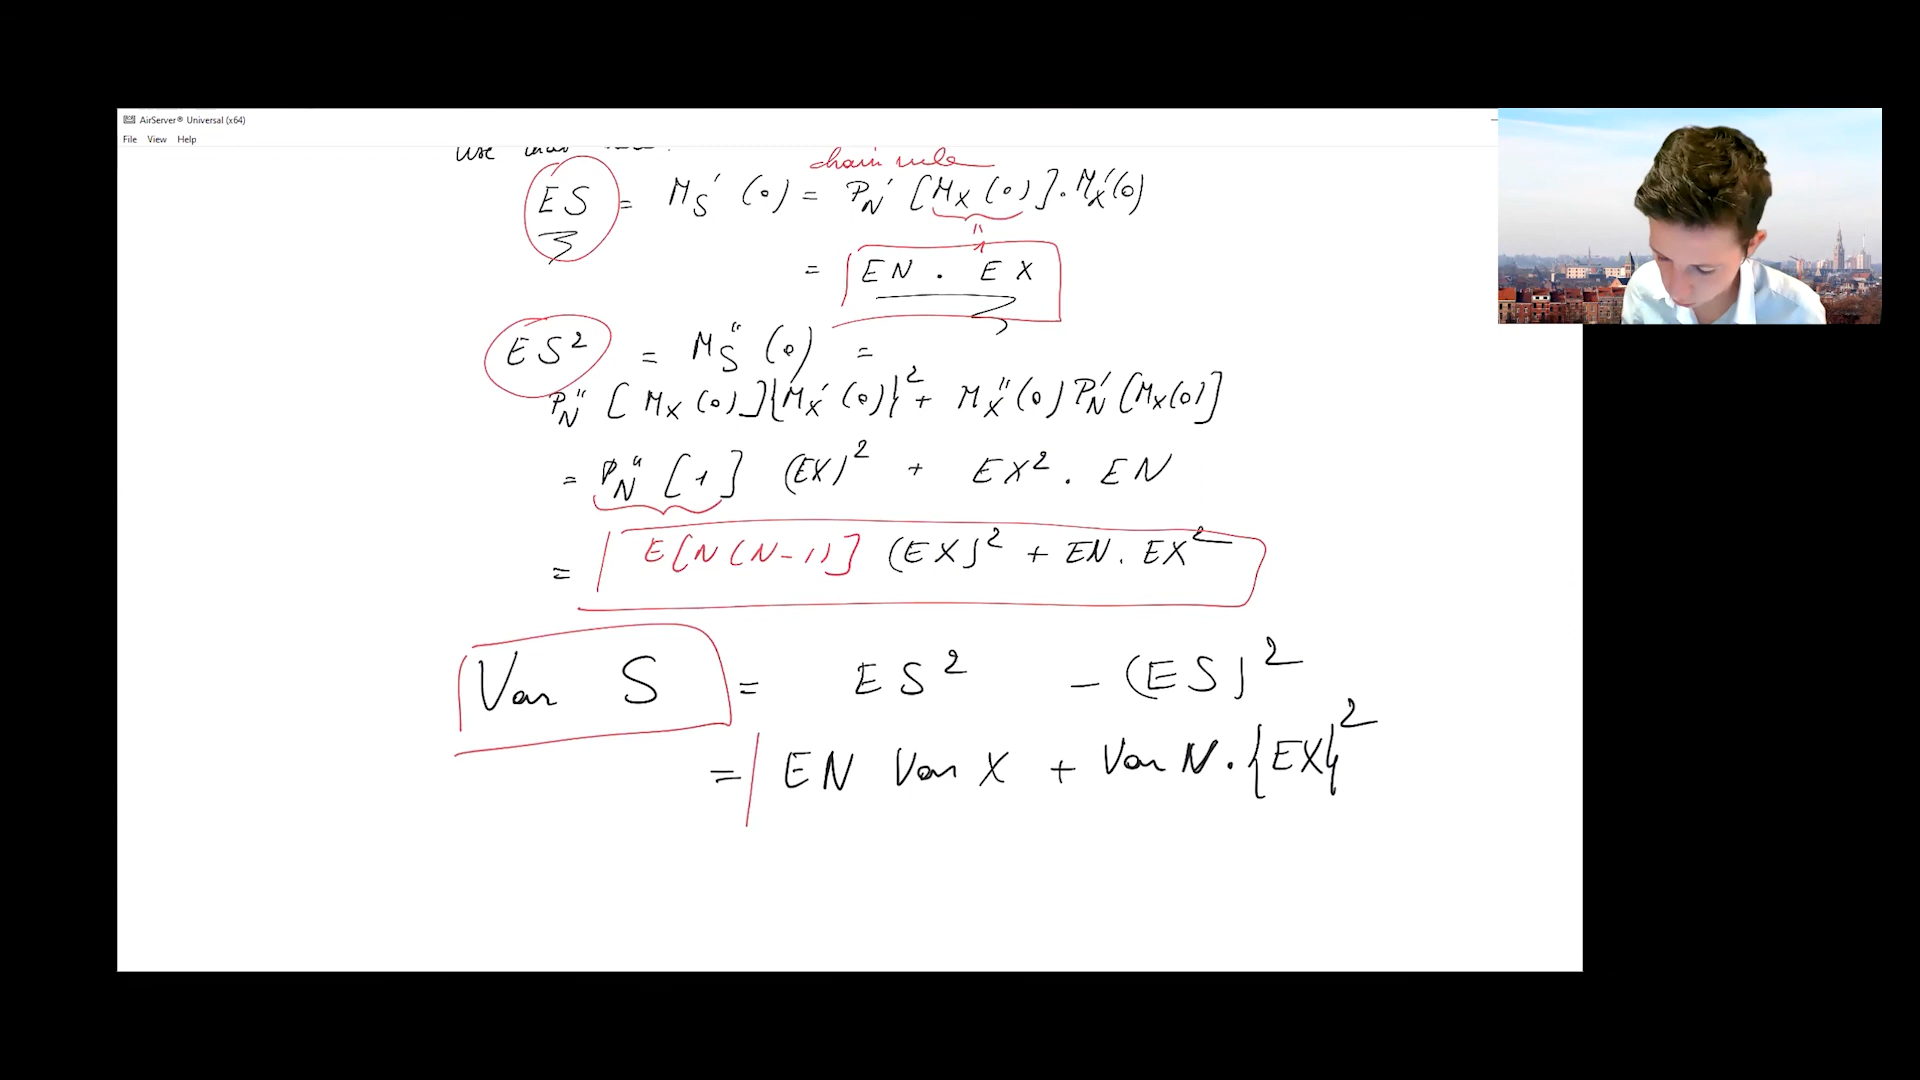 AirServer® Universal (x64)
File View Help
use
chain rule
ES = M_S'(0) = P_N'[M_X(0)].M_X'(0)
" 1
= EN . EX
ES² = M_S''(0) =
P_N''[M_X(0)]{M_X'(0)}² + M_X''(0) P_N'[M_X(0)]
= P_N''[1] (EX)² + EX² . EN
= E[N(N-1)] (EX)² + EN. EX²
Var S = ES² - (ES)²
= EN Var X + Var N.{EX}²